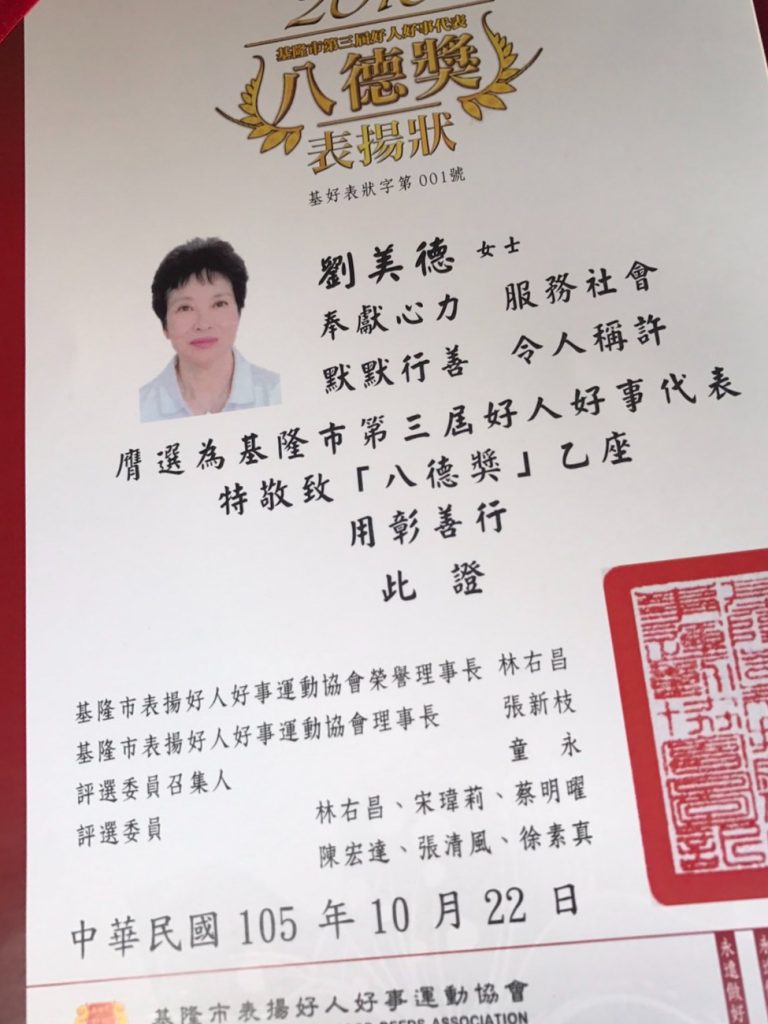 基隆市第三屆好人好事代表
八德獎
表揚狀
基好表狀字第 001號
劉美德 女士
奉獻心力 服務社會
默默行善 令人稱許
膺選為基隆市第三屆好人好事代表
特敬致「八德獎」乙座
用彰善行
此證
基隆市表揚好人好事運動協會榮譽理事長 林右昌
基隆市表揚好人好事運動協會理事長 張新枝
評選委員召集人 童永
評選委員 林右昌、宋瑋莉、蔡明曜
陳宏達、張清風、徐素真
中華民國 105 年 10 月 22 日
基隆市表揚好人好事運動協會
DEEDS ASSOCIATION
永遠做好